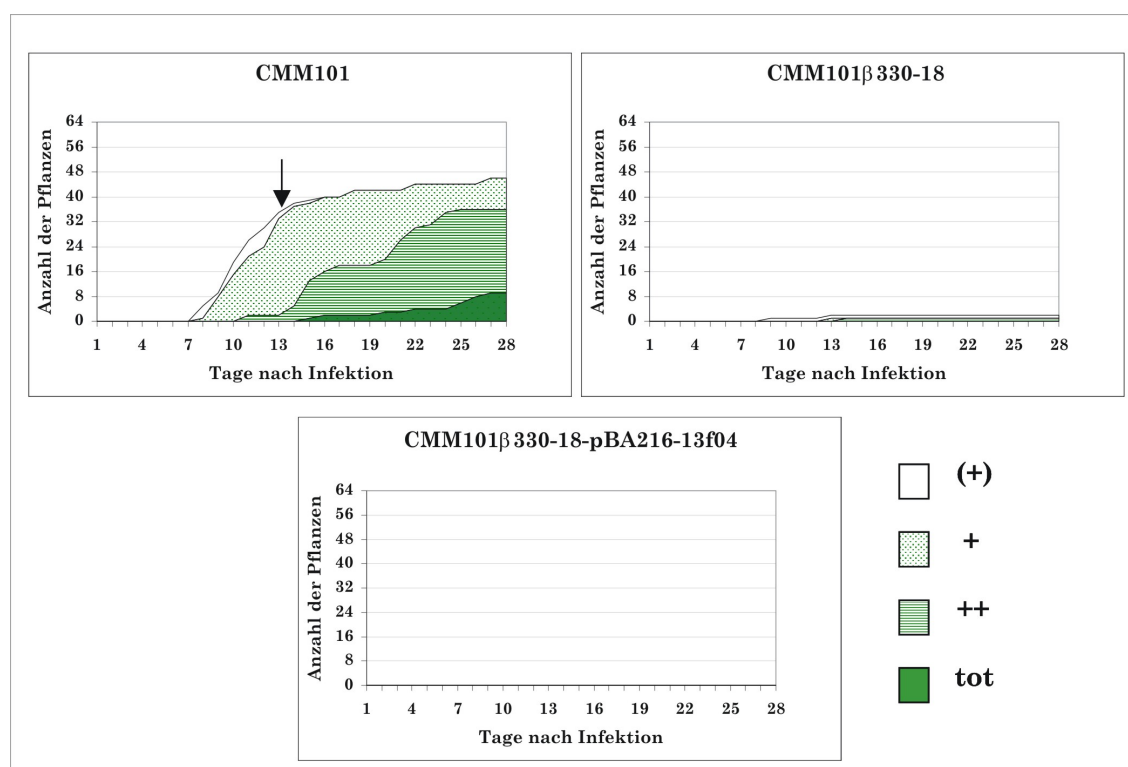 CMM101
Anzahl der Pflanzen
64
56
48
40
32
24
16
8
0
1 4 7 10 13 16 19 22 25 28
Tage nach Infektion
CMM101β330-18
Anzahl der Pflanzen
64
56
48
40
32
24
16
8
0
1 4 7 10 13 16 19 22 25 28
Tage nach Infektion
CMM101β330-18-pBA216-13f04
Anzahl der Pflanzen
64
56
48
40
32
24
16
8
0
1 4 7 10 13 16 19 22 25 28
Tage nach Infektion
(+)
+
++
tot